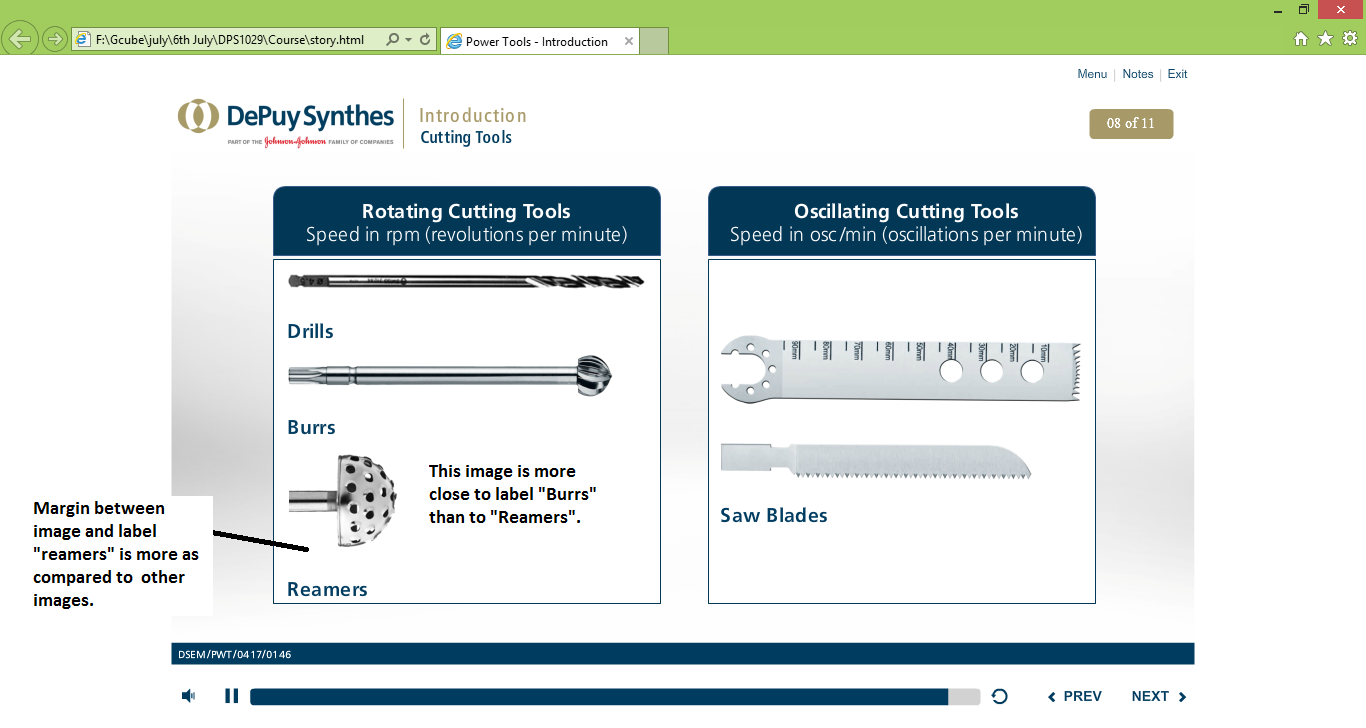 F:\Gcube\july\6th July\DPS1029\Course\story.html
Power Tools - Introduction
Menu | Notes | Exit
DePuy Synthes
PART OF THE Johnson-Johnson FAMILY OF COMPANIES
Introduction
Cutting Tools
08 of 11
Rotating Cutting Tools
Speed in rpm (revolutions per minute)
Drills
Burrs
This image is more
close to label "Burrs"
than to "Reamers".
Reamers
Margin between
image and label
"reamers" is more as
compared to other
images.
Oscillating Cutting Tools
Speed in osc/min (oscillations per minute)
90mm 80mm 70mm 60mm 50mm 40mm 30mm 20mm 10mm
Saw Blades
DSEM/PWT/0417/0146
PREV
NEXT